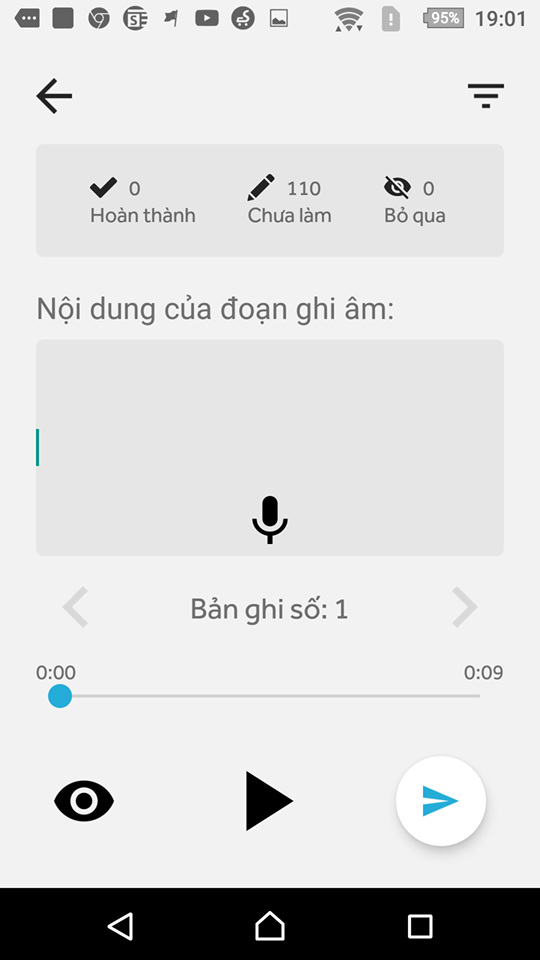 95% 19:01
0 110 0
Hoàn thành Chưa làm Bỏ qua
Nội dung của đoạn ghi âm:
Bản ghi số: 1
0:00 0:09